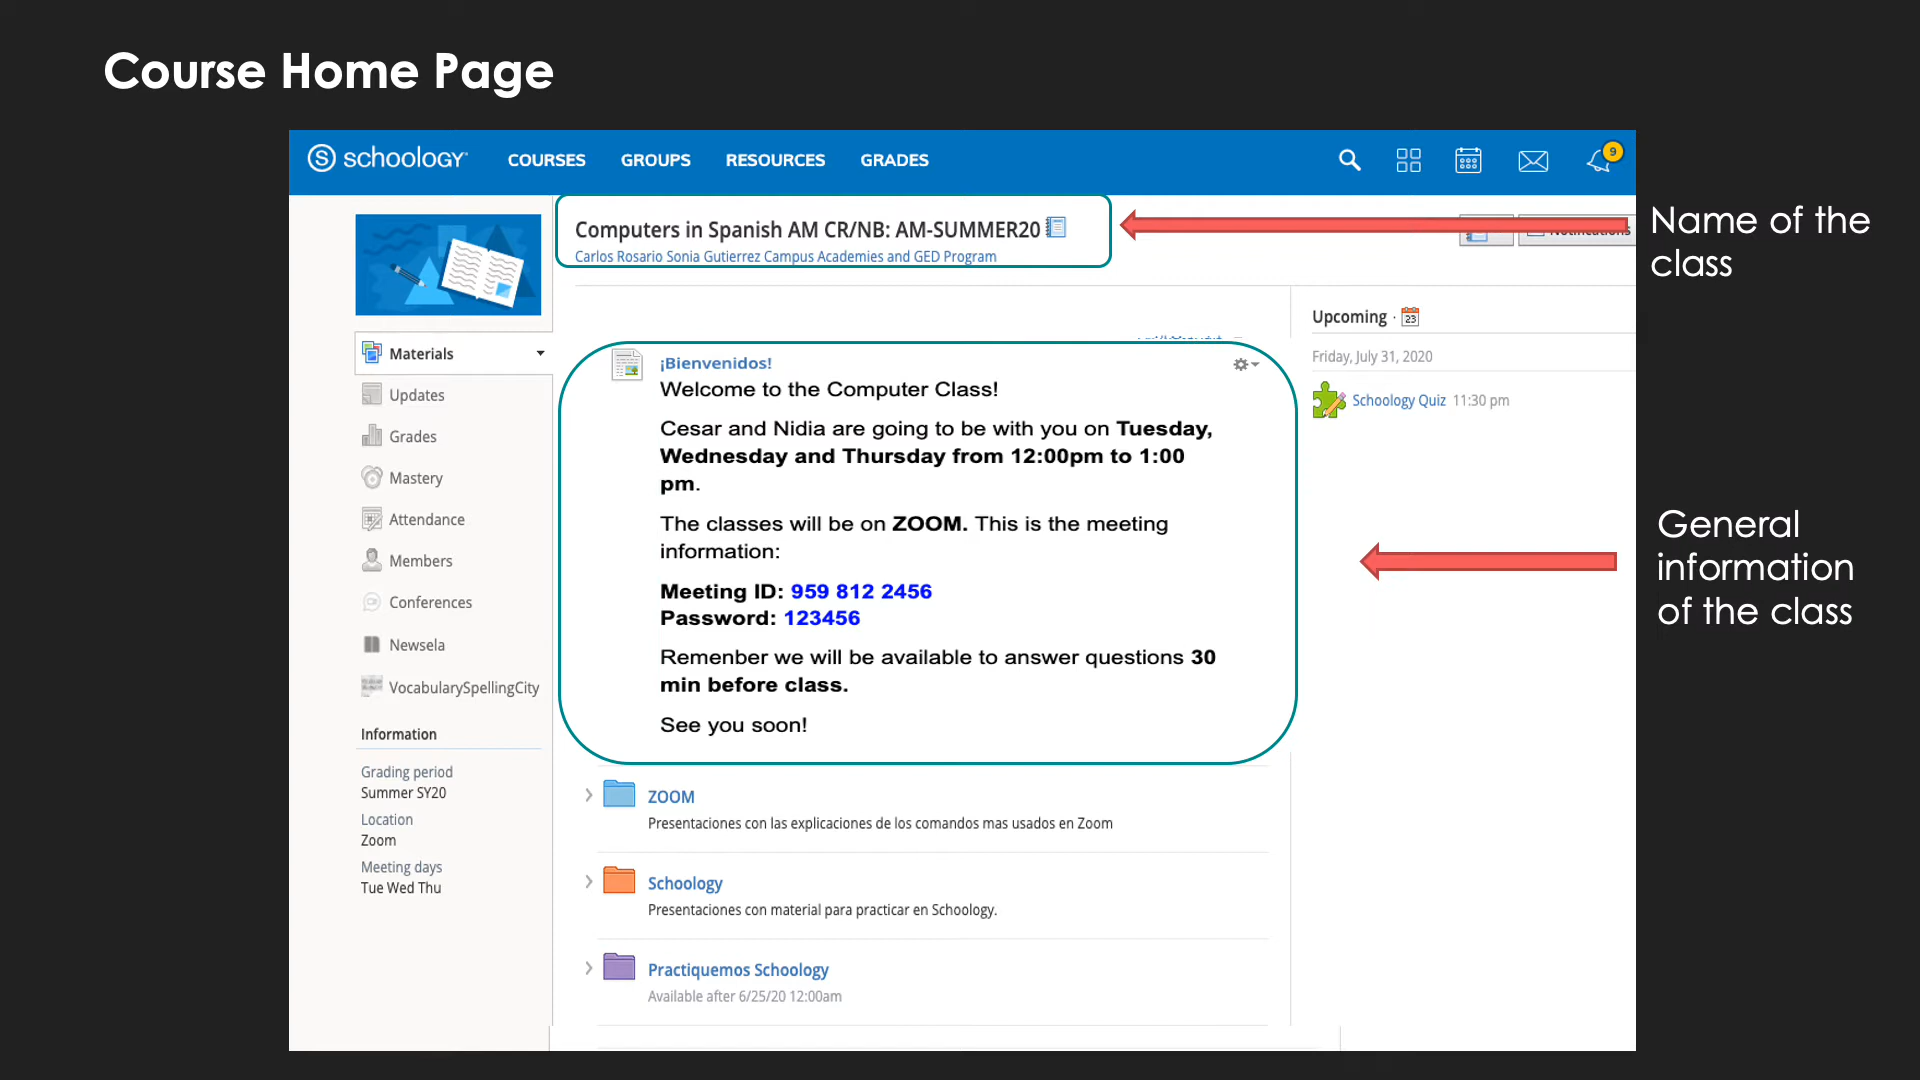 Course Home Page
schoology
COURSES GROUPS RESOURCES GRADES
9
Computers in Spanish AM CR/NB: AM-SUMMER20
Carlos Rosario Sonia Gutierrez Campus Academies and GED Program
Notifications
Name of the
class
Materials
Updates
Grades
Mastery
Attendance
Members
Conferences
Newsela
VocabularySpellingCity
Information
Grading period
Summer SY20
Location
Zoom
Meeting days
Tue Wed Thu
¡Bienvenidos!
Welcome to the Computer Class!
Cesar and Nidia are going to be with you on Tuesday,
Wednesday and Thursday from 12:00pm to 1:00
pm.
The classes will be on ZOOM. This is the meeting
information:
Meeting ID: 959 812 2456
Password: 123456
Remenber we will be available to answer questions 30
min before class.
See you soon!
ZOOM
Presentaciones con las explicaciones de los comandos mas usados en Zoom
Schoology
Presentaciones con material para practicar en Schoology.
Practiquemos Schoology
Available after 6/25/20 12:00am
Upcoming · 23
Friday, July 31, 2020
Schoology Quiz 11:30 pm
General
information
of the class